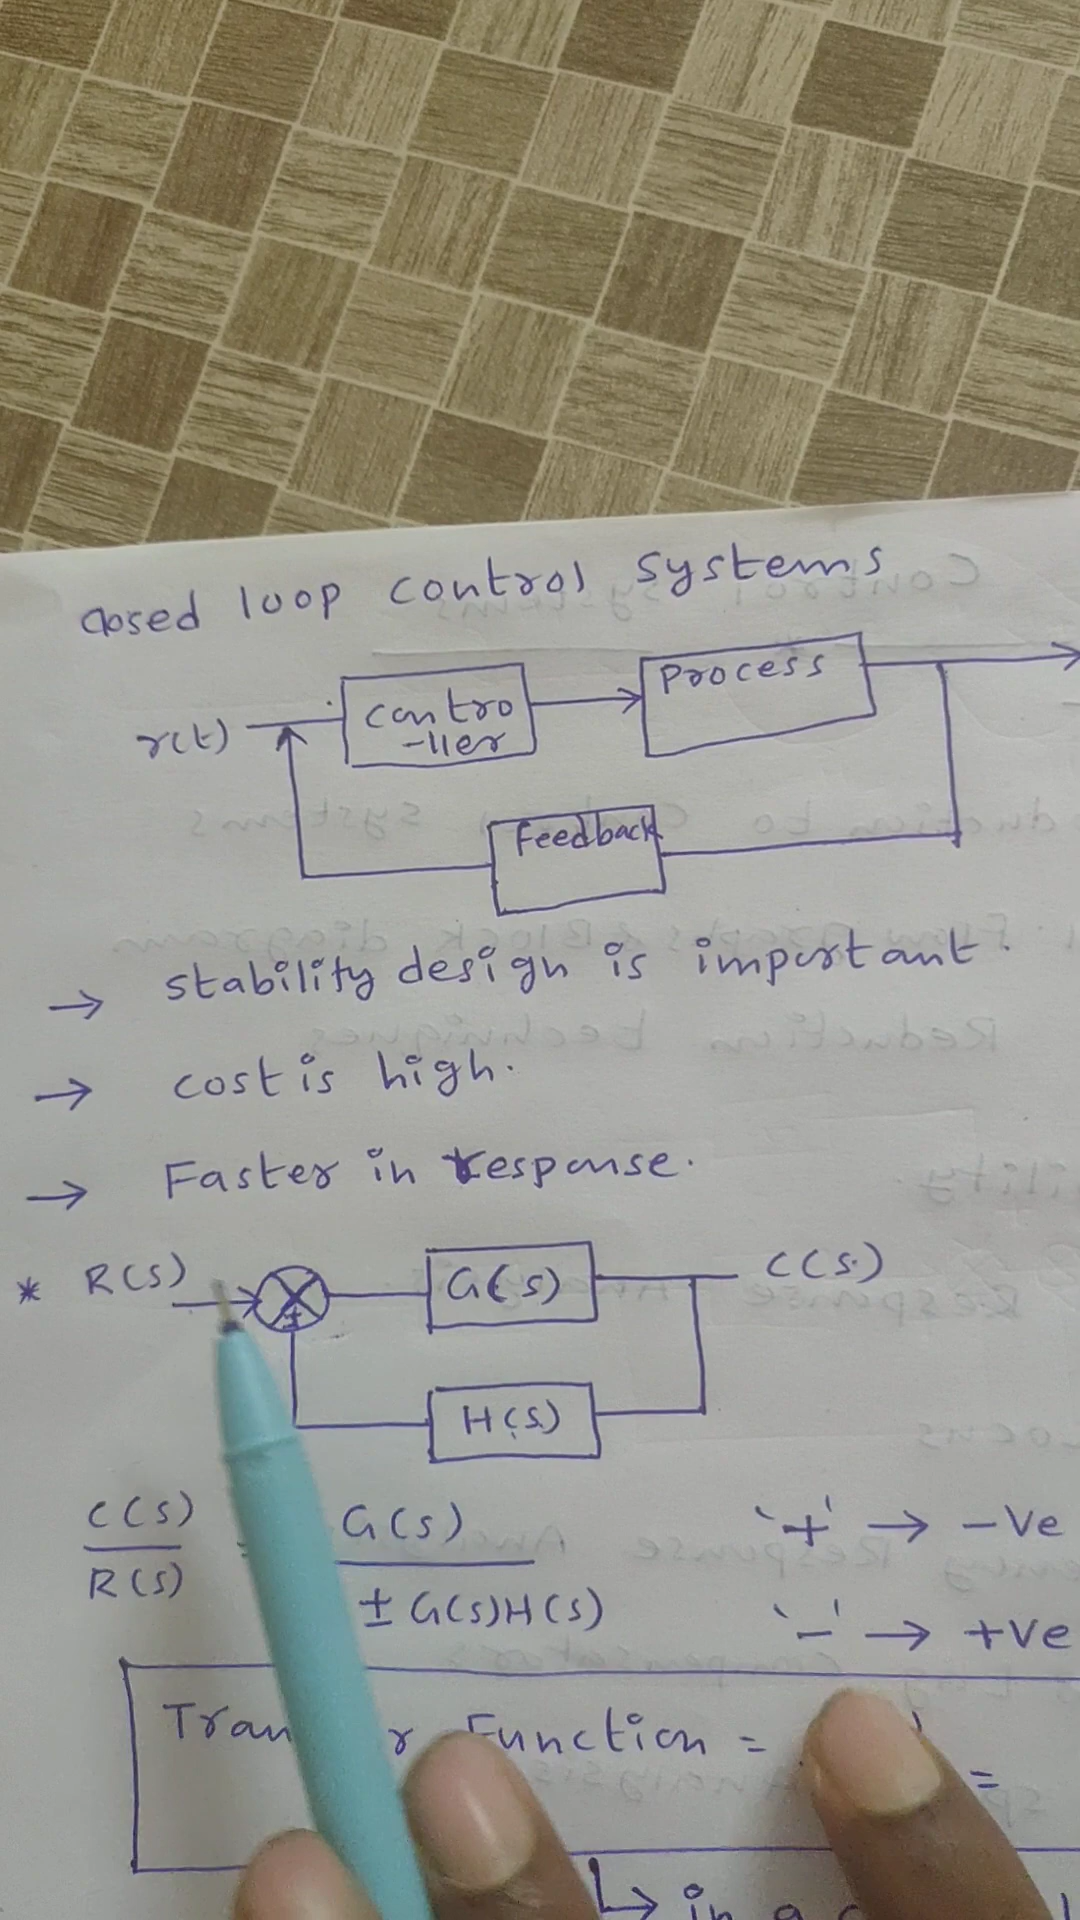 closed loop control systems
r(t)
contro
-ller
Process
Feedback
→ stability design is important.
→ cost is high.
→ Faster in response.
* R(s)
±
G(s)
C(s)
H(s)
C(s)/R(s) = G(s)/± G(s)H(s)
'+' → -ve
'-' → +ve
Function =
=
↳ in a